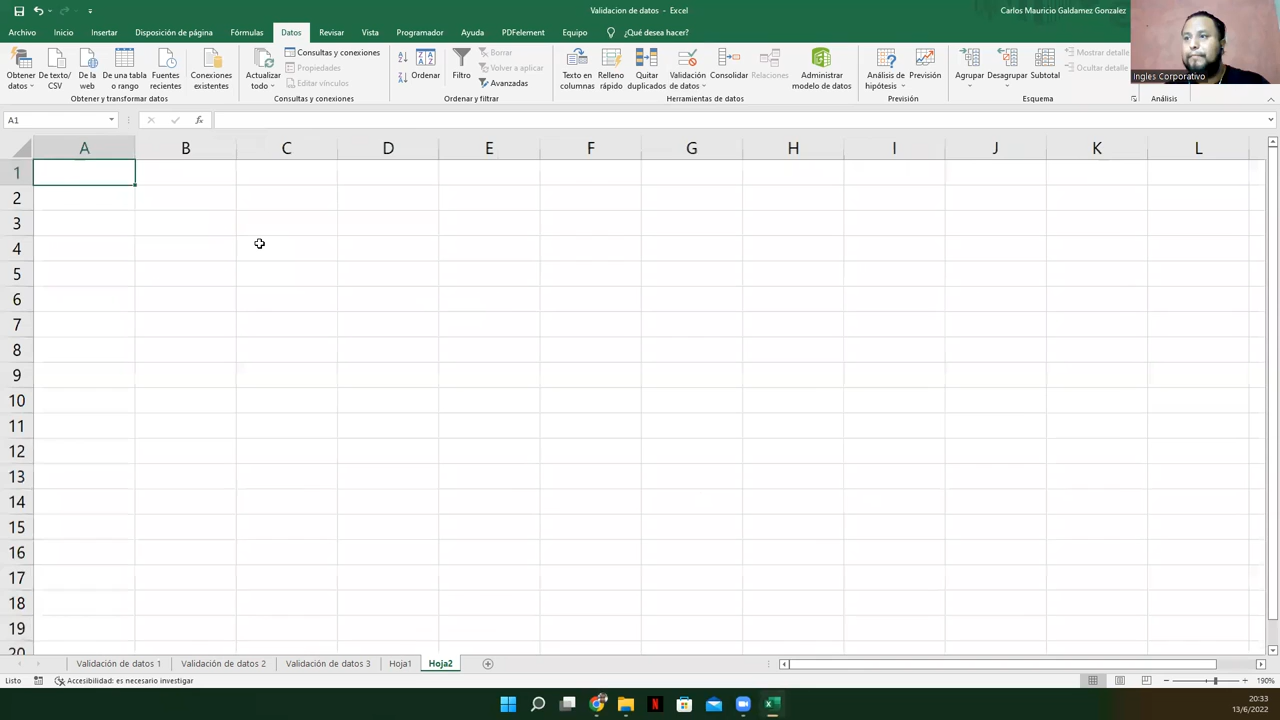 Validacion de datos - Excel
Carlos Mauricio Galdamez Gonzalez
Archivo Inicio Insertar Disposición de página Fórmulas Datos Revisar Vista Programador Ayuda PDFelement Equipo ¿Qué desea hacer?
Obtener datos
De texto/ CSV
De la web
De una tabla o rango
Fuentes recientes
Conexiones existentes
Obtener y transformar datos
Actualizar todo
Consultas y conexiones
Propiedades
Editar vínculos
Consultas y conexiones
Ordenar
Filtro
Borrar
Volver a aplicar
Avanzadas
Ordenar y filtrar
Texto en columnas
Relleno rápido
Quitar duplicados
Validación de datos
Consolidar
Relaciones
Administrar modelo de datos
Herramientas de datos
Análisis de hipótesis
Previsión
Previsión
Agrupar
Desagrupar
Subtotal
Mostrar detalle
Ocultar detalle
Esquema
Análisis
Ingles Corporativo
A1
fx
A B C D E F G H I J K L
1
2
3
4
5
6
7
8
9
10
11
12
13
14
15
16
17
18
19
20
Validación de datos 1 Validación de datos 2 Validación de datos 3 Hoja1 Hoja2
Listo Accesibilidad: es necesario investigar 190%
20:33
13/6/2022